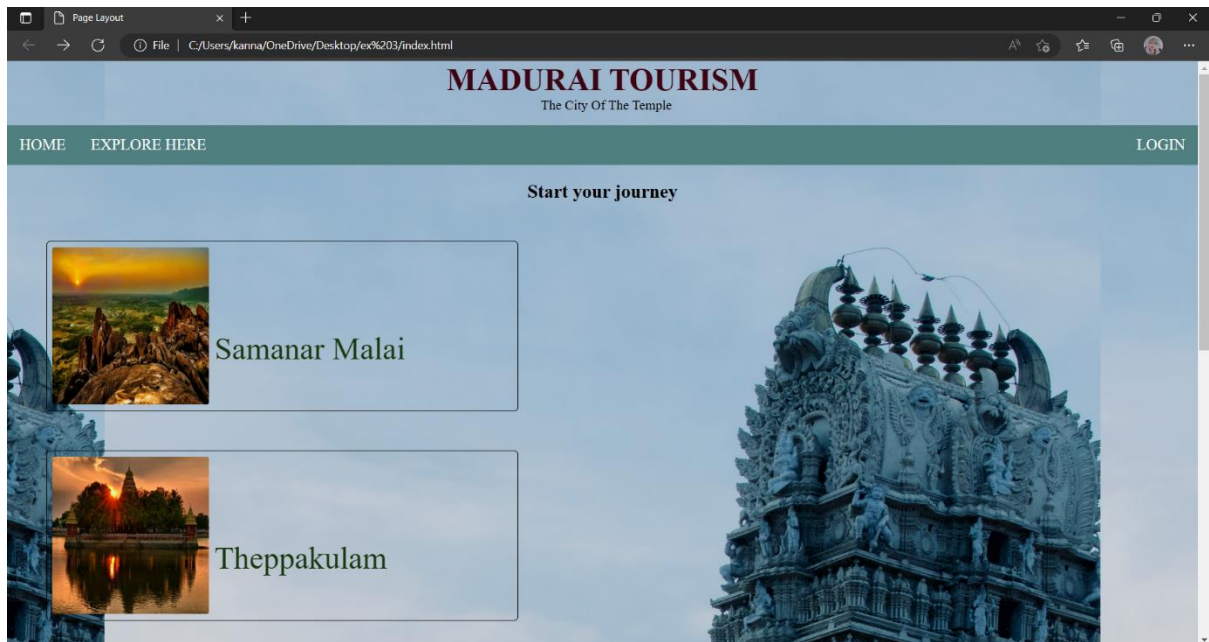 Page Layout
File | C:/Users/kanna/OneDrive/Desktop/ex%203/index.html
MADURAI TOURISM
The City Of The Temple
HOME EXPLORE HERE LOGIN
Start your journey
Samanar Malai
Theppakulam